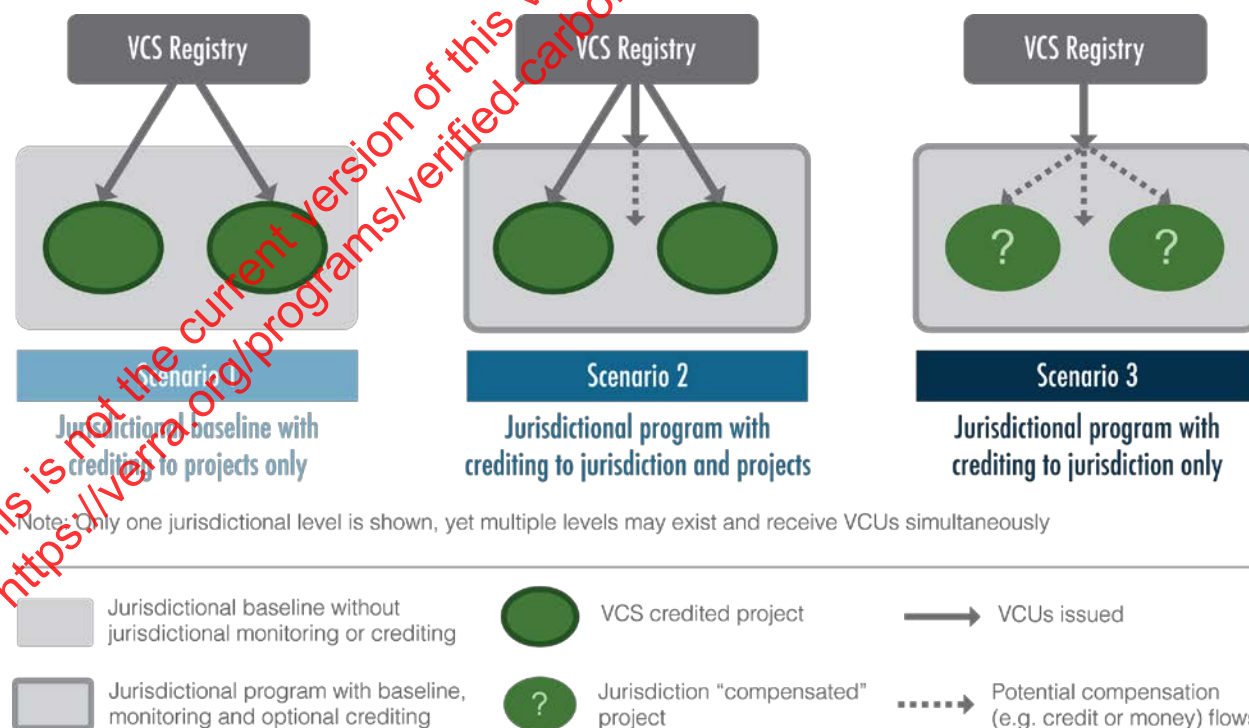 VCS Registry
VCS Registry
VCS Registry
Scenario 1
Scenario 2
Scenario 3
Jurisdictional baseline with
crediting to projects only
Jurisdictional program with
crediting to jurisdiction and projects
Jurisdictional program with
crediting to jurisdiction only
Note: Only one jurisdictional level is shown, yet multiple levels may exist and receive VCUs simultaneously
Jurisdictional baseline without
jurisdictional monitoring or crediting
VCS credited project
VCUs issued
Jurisdictional program with baseline,
monitoring and optional crediting
?
?
?
Jurisdiction "compensated"
project
Potential compensation
(e.g. credit or money) flows
is is not the current version of this
https://verra.org/programs/verified-carbon